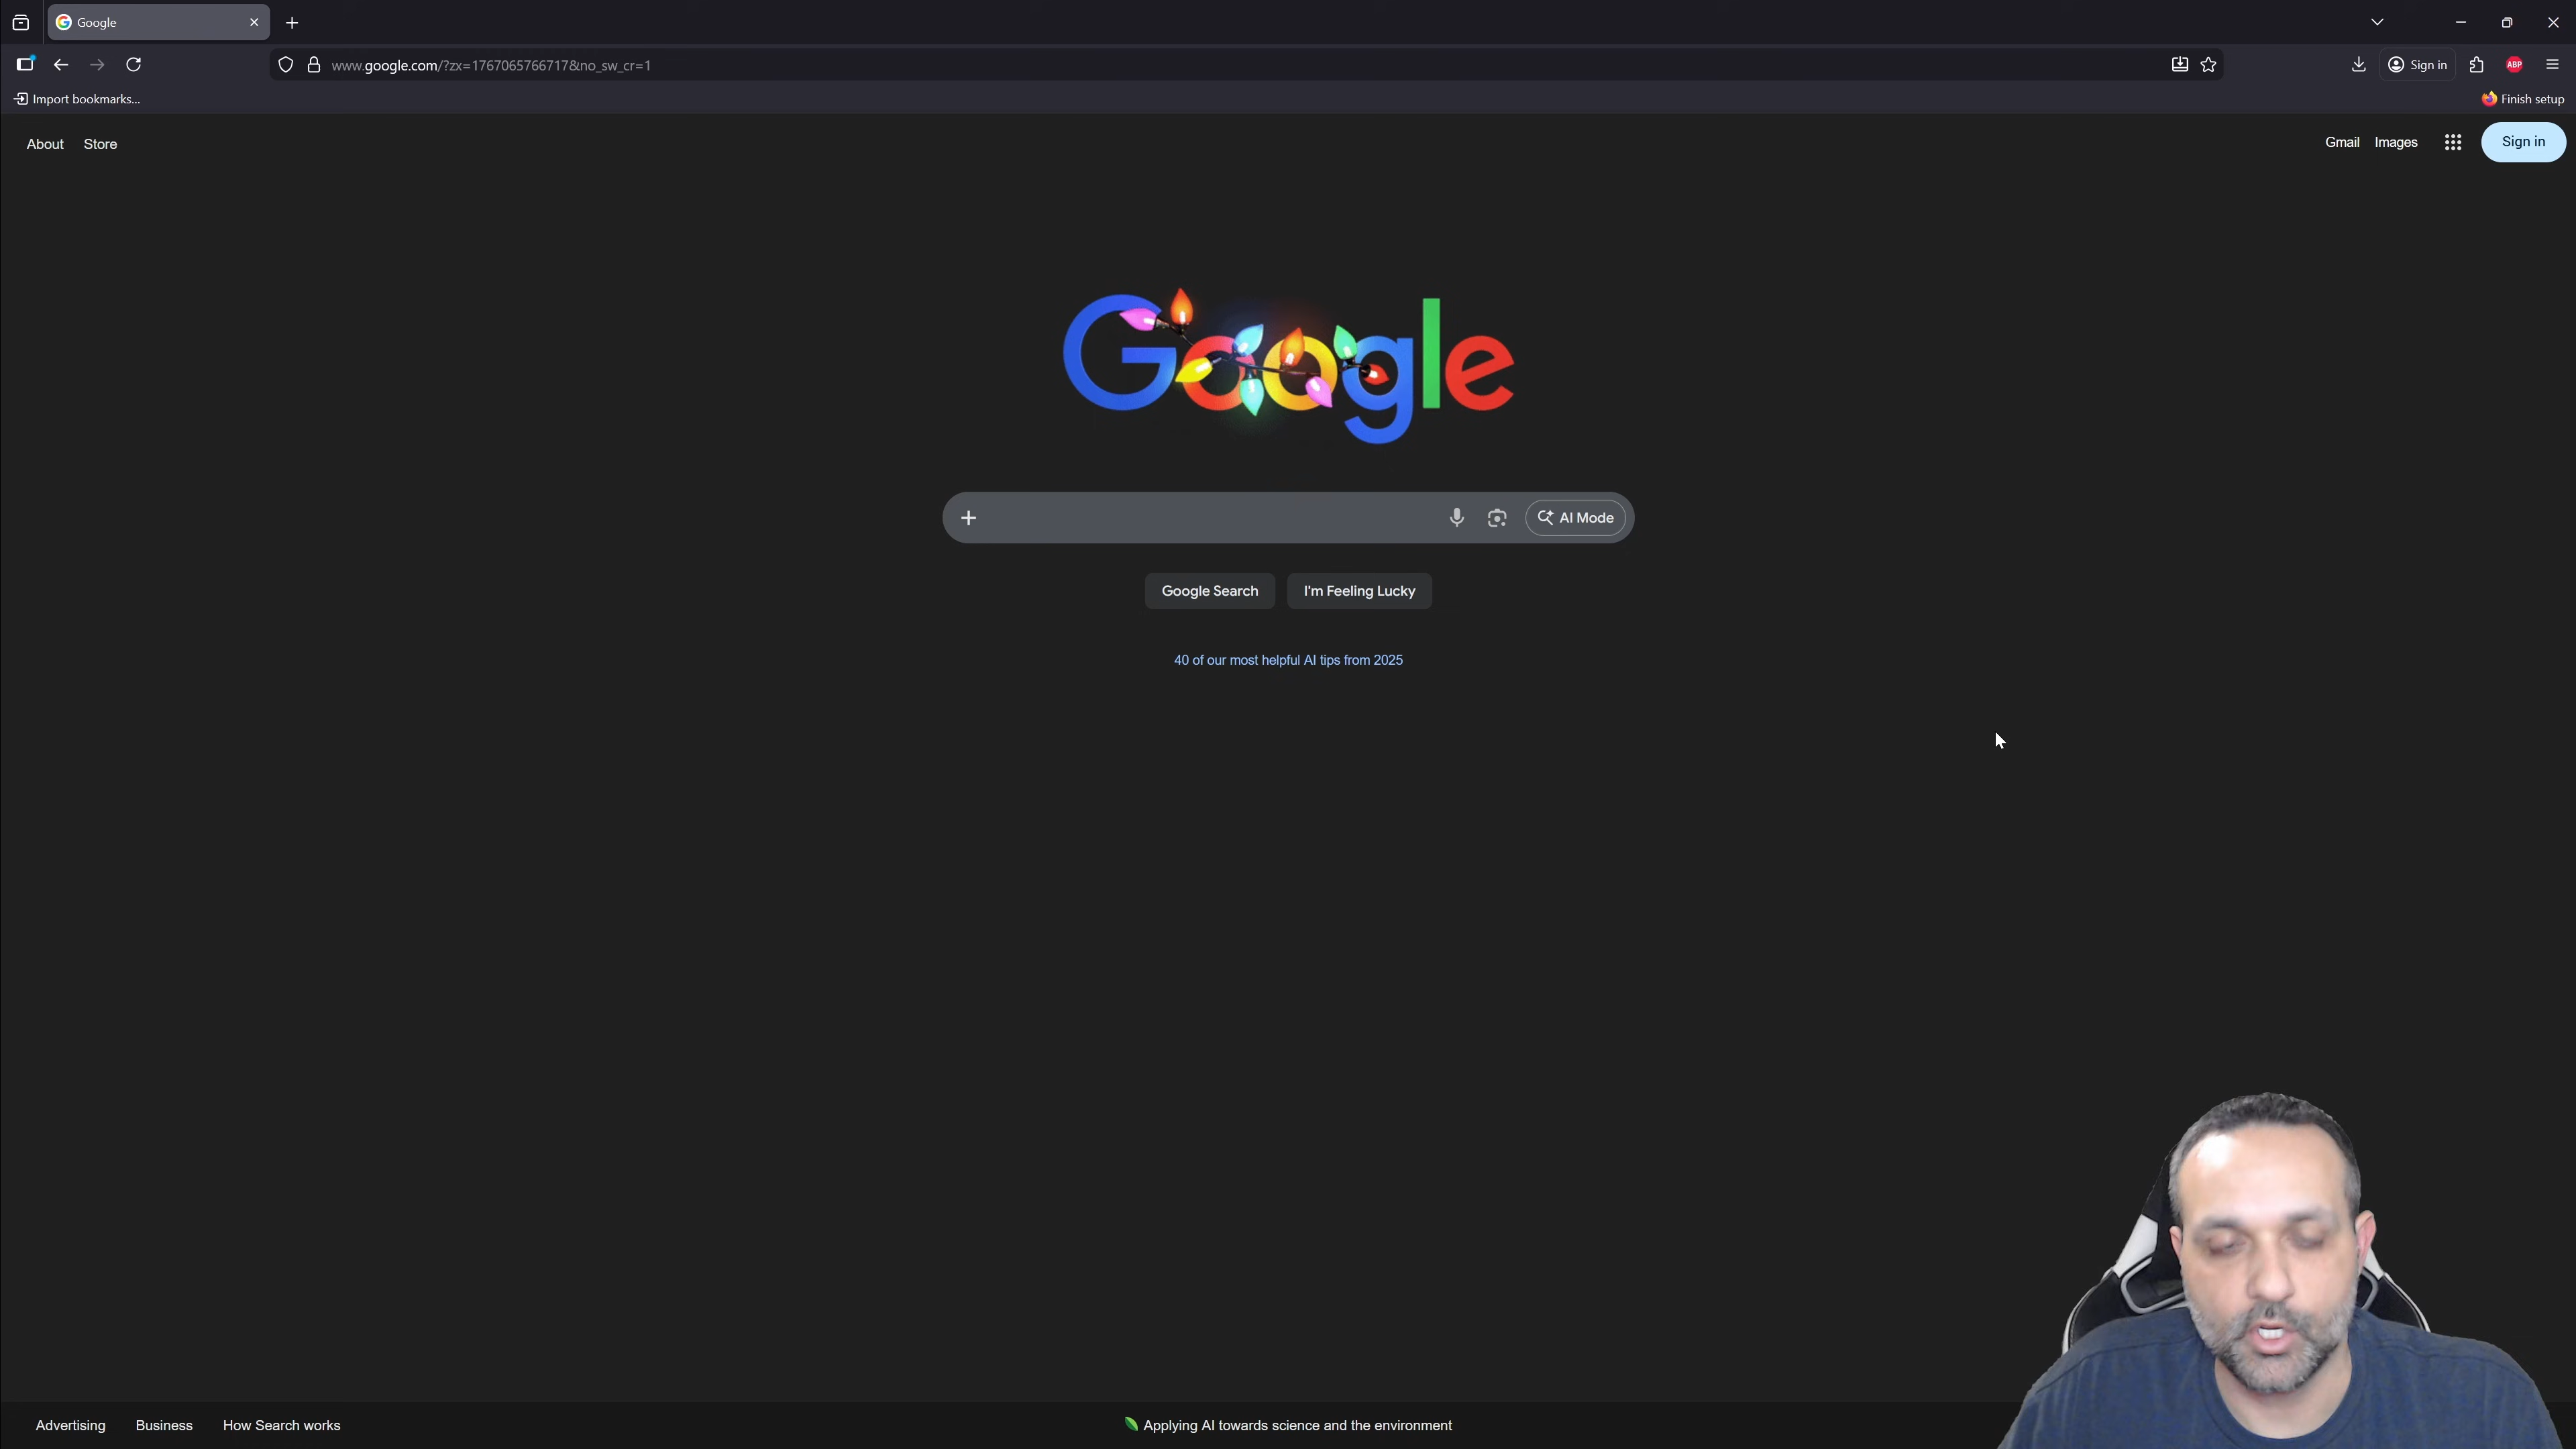 Google
www.google.com/?zx=1767065766717&no_sw_cr=1
Sign in
ABP
Import bookmarks...
Finish setup
About Store
Gmail Images
Sign in
Google
AI Mode
Google Search
I'm Feeling Lucky
40 of our most helpful AI tips from 2025
Advertising Business How Search works
Applying AI towards science and the environment